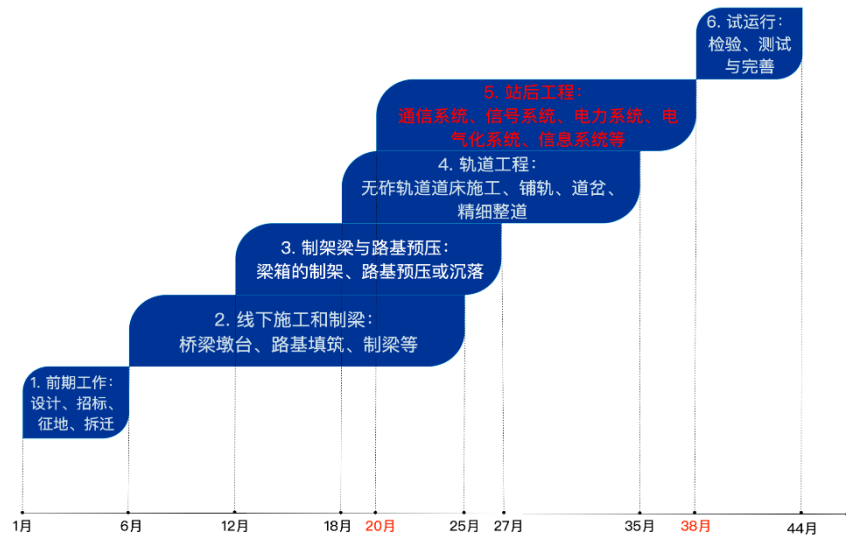 6. 试运行：
检验、测试
与完善
5. 站后工程：
通信系统、信号系统、电力系统、电
气化系统、信息系统等
4. 轨道工程：
无砟轨道道床施工、铺轨、道岔、
精细整道
3. 制架梁与路基预压：
梁箱的制架、路基预压或沉落
2. 线下施工和制梁：
桥梁墩台、路基填筑、制梁等
1. 前期工作：
设计、招标、
征地、拆迁
1月 6月 12月 18月 20月 25月 27月 35月 38月 44月